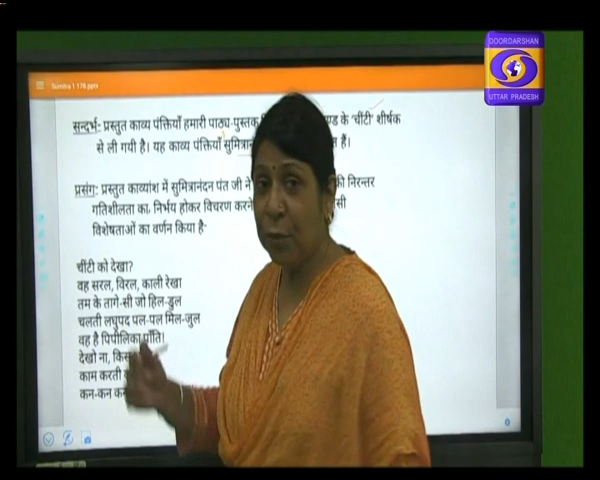 DOORDARSHAN
UTTAR PRADESH
Sumitra 1 176.pptx
सन्दर्भ:- प्रस्तुत काव्य पंक्तियाँ हमारी पाठ्य-पुस्तक के 'चींटी' शीर्षक
से ली गयी है। यह काव्य पंक्तियाँ हैं।
प्रसंग:- प्रस्तुत काव्यांश में सुमित्रानंदन पंत जी ने की निरन्तर
गतिशीलता का, निर्भय होकर विचरण करने
विशेषताओं का वर्णन किया है-
चींटी को देखा?
वह सरल, विरल, काली रेखा
तम के तागे-सी जो हिल-डुल
चलती लघुपद पल-पल मिल-जुल
वह है पिपीलिका पाँति।
देखो ना,
काम करती
कन-कन